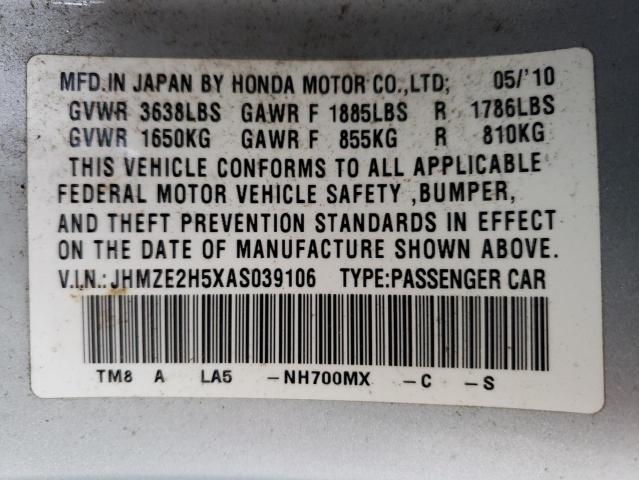 MFD.IN JAPAN BY HONDA MOTOR CO.,LTD; 05/'10
GVWR 3638LBS GAWR F 1885LBS R 1786LBS
GVWR 1650KG GAWR F 855KG R 810KG
THIS VEHICLE CONFORMS TO ALL APPLICABLE
FEDERAL MOTOR VEHICLE SAFETY ,BUMPER,
AND THEFT PREVENTION STANDARDS IN EFFECT
ON THE DATE OF MANUFACTURE SHOWN ABOVE.
V.I.N.: JHMZE2H5XAS039106 TYPE:PASSENGER CAR
TM8 A LA5 -NH700MX -C -S